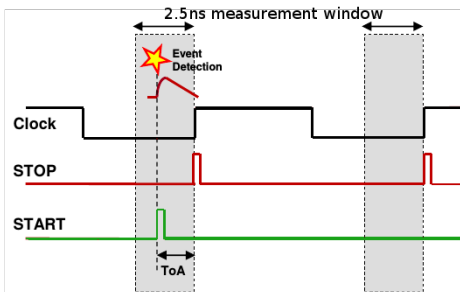 2.5ns measurement window
Event
Detection
Clock
STOP
START
ToA